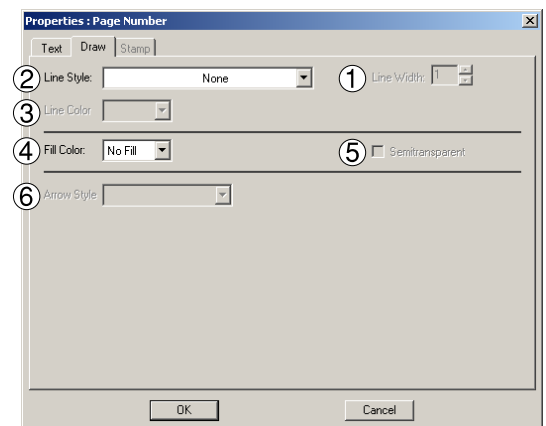 Properties : Page Number
Text Draw Stamp
② Line Style: None ① Line Width: 1
③ Line Color
④ Fill Color: No Fill ⑤ Semitransparent
⑥ Arrow Style
OK Cancel